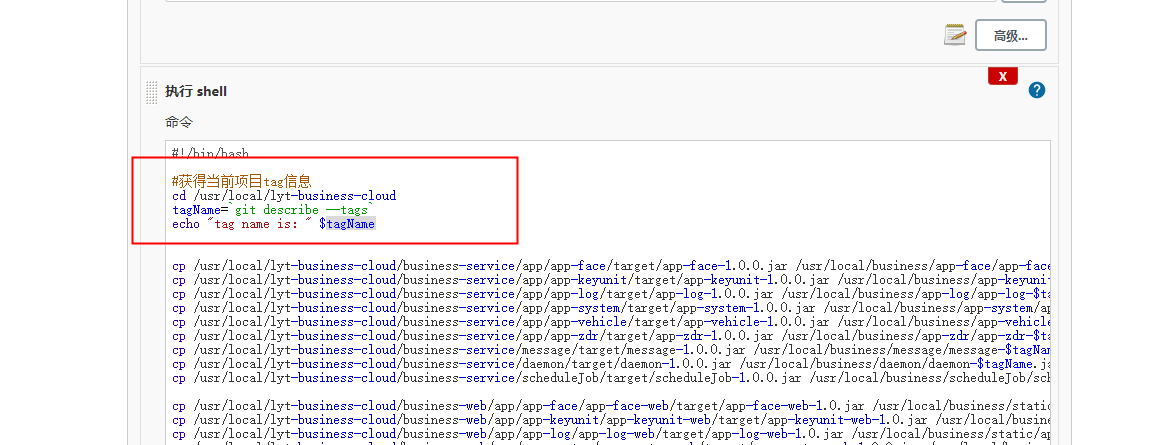 高级...
X
?
执行 shell
命令
#!/bin/bash
#获得当前项目tag信息
cd /usr/local/lyt-business-cloud
tagName=`git describe --tags`
echo "tag name is: " $tagName
cp /usr/local/lyt-business-cloud/business-service/app/app-face/target/app-face-1.0.0.jar /usr/local/business/app-face/app-face
cp /usr/local/lyt-business-cloud/business-service/app/app-keyunit/target/app-keyunit-1.0.0.jar /usr/local/business/app-keyunit
cp /usr/local/lyt-business-cloud/business-service/app/app-log/target/app-log-1.0.0.jar /usr/local/business/app-log/app-log-$ta
cp /usr/local/lyt-business-cloud/business-service/app/app-system/target/app-system-1.0.0.jar /usr/local/business/app-system/ap
cp /usr/local/lyt-business-cloud/business-service/app/app-vehicle/target/app-vehicle-1.0.0.jar /usr/local/business/app-vehicle
cp /usr/local/lyt-business-cloud/business-service/app/app-zdr/target/app-zdr-1.0.0.jar /usr/local/business/app-zdr/app-zdr-$ta
cp /usr/local/lyt-business-cloud/business-service/message/target/message-1.0.0.jar /usr/local/business/message/message-$tagNam
cp /usr/local/lyt-business-cloud/business-service/daemon/target/daemon-1.0.0.jar /usr/local/business/daemon/daemon-$tagName.ja
cp /usr/local/lyt-business-cloud/business-service/scheduleJob/target/scheduleJob-1.0.0.jar /usr/local/business/scheduleJob/sch
cp /usr/local/lyt-business-cloud/business-web/app/app-face/app-face-web/target/app-face-web-1.0.jar /usr/local/business/static
cp /usr/local/lyt-business-cloud/business-web/app/app-keyunit/app-keyunit-web/target/app-keyunit-web-1.0.jar /usr/local/busine
cp /usr/local/lyt-business-cloud/business-web/app/app-log/app-log-web/target/app-log-web-1.0.jar /usr/local/business/static/ap